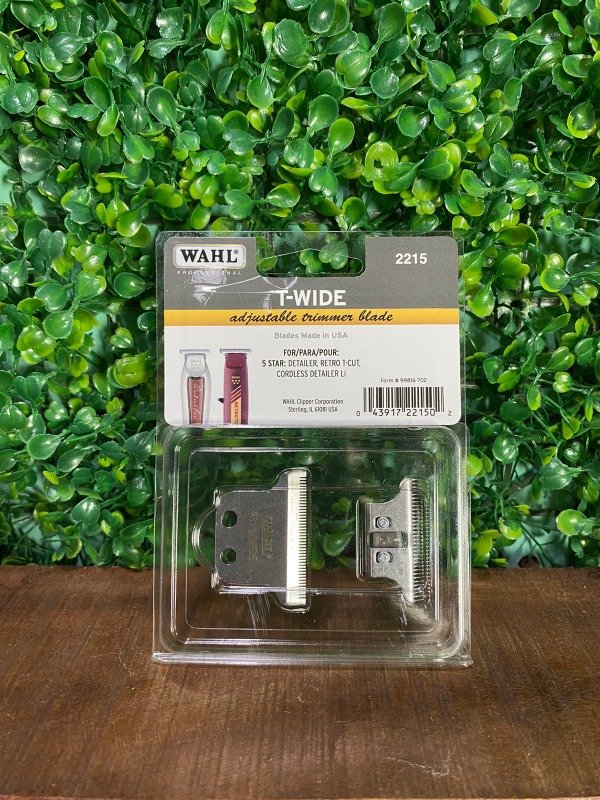 WAHL
PROFESSIONAL
2215
T-WIDE
adjustable trimmer blade
Blades Made in USA
FOR/PARA/POUR:
5 STAR: DETAILER, RETRO T-CUT,
CORDLESS DETAILER Li
Form # 99816-702
WAHL Clipper Corporation
Sterling, IL 61081 USA
0 43917 22150 2